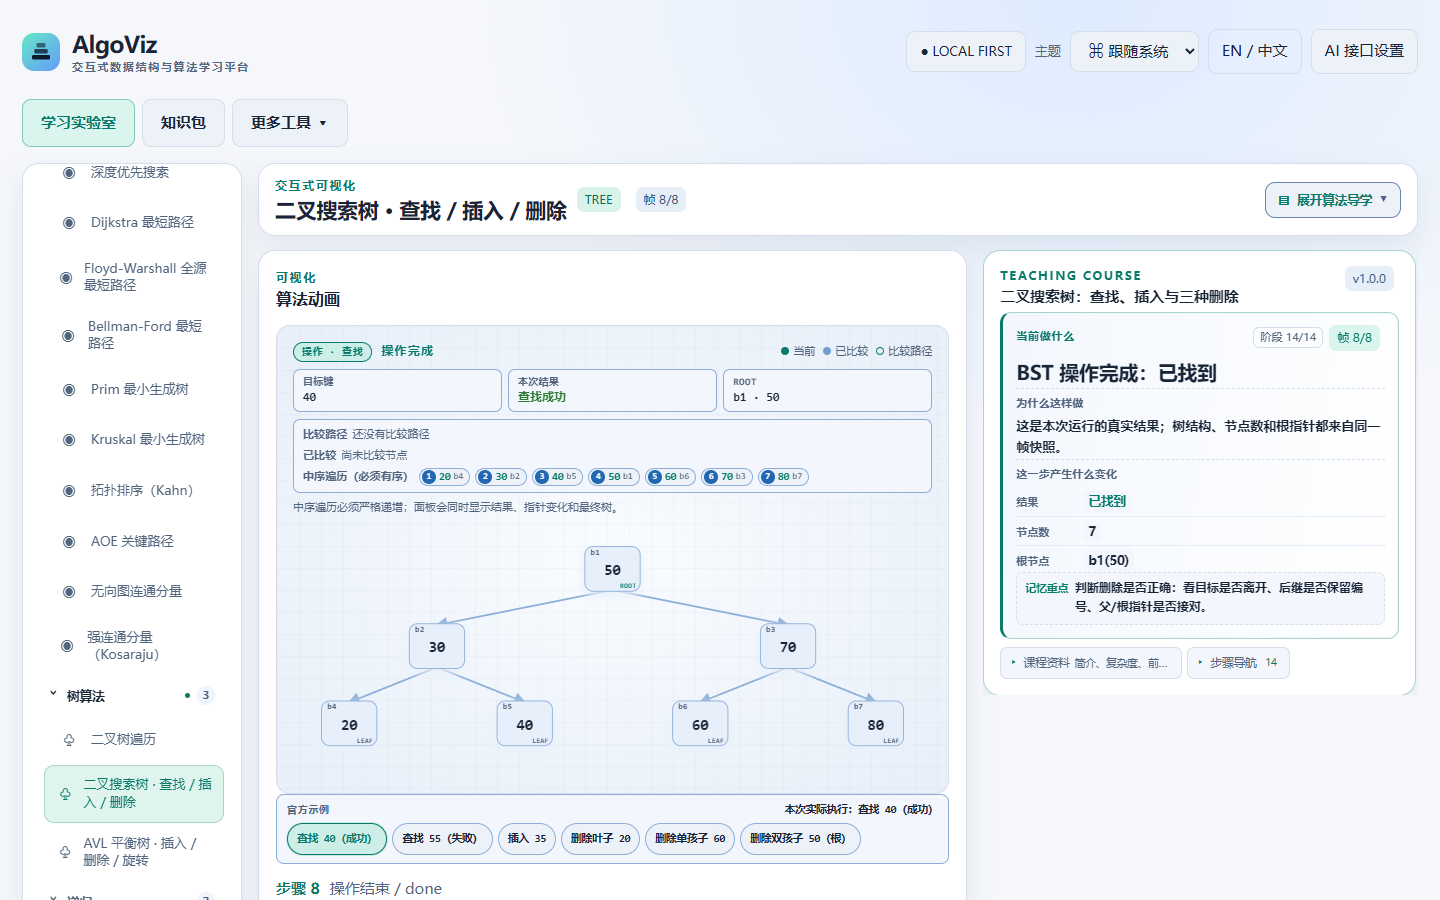 AlgoViz
交互式数据结构与算法学习平台
● LOCAL FIRST
主题
⌘ 跟随系统
EN / 中文
AI 接口设置
学习实验室
知识包
更多工具 ▼
深度优先搜索
Dijkstra 最短路径
Floyd-Warshall 全源
最短路径
Bellman-Ford 最短
路径
Prim 最小生成树
Kruskal 最小生成树
拓扑排序（Kahn）
AOE 关键路径
无向图连通分量
强连通分量
（Kosaraju）
树算法
3
二叉树遍历
二叉搜索树 · 查找 / 插
入 / 删除
AVL 平衡树 · 插入 /
删除 / 旋转
交互式可视化
二叉搜索树 • 查找 / 插入 / 删除
TREE
帧 8/8
展开算法导学 ▼
可视化
算法动画
操作 · 查找
操作完成
当前
已比较
比较路径
目标键
40
本次结果
查找成功
ROOT
b1 · 50
比较路径 还没有比较路径
已比较 尚未比较节点
中序遍历（必须有序）
1 20 b4
2 30 b2
3 40 b5
4 50 b1
5 60 b6
6 70 b3
7 80 b7
中序遍历必须严格递增；面板会同时显示结果、指针变化和最终树。
b1
50
ROOT
b2
30
b3
70
b4
20
LEAF
b5
40
LEAF
b6
60
LEAF
b7
80
LEAF
官方示例
本次实际执行：查找 40（成功）
查找 40（成功）
查找 55（失败）
插入 35
删除叶子 20
删除单孩子 60
删除双孩子 50（根）
步骤 8 操作结束 / done
TEACHING COURSE
二叉搜索树：查找、插入与三种删除
v1.0.0
当前做什么
阶段 14/14
帧 8/8
BST 操作完成：已找到
为什么这样做
这是本次运行的真实结果；树结构、节点数和根指针都来自同一
帧快照。
这一步产生什么变化
结果
已找到
节点数
7
根节点
b1(50)
记忆重点 判断删除是否正确：看目标是否离开、后继是否保留编
号、父/根指针是否接对。
课程资料 简介、复杂度、前...
步骤导航 14